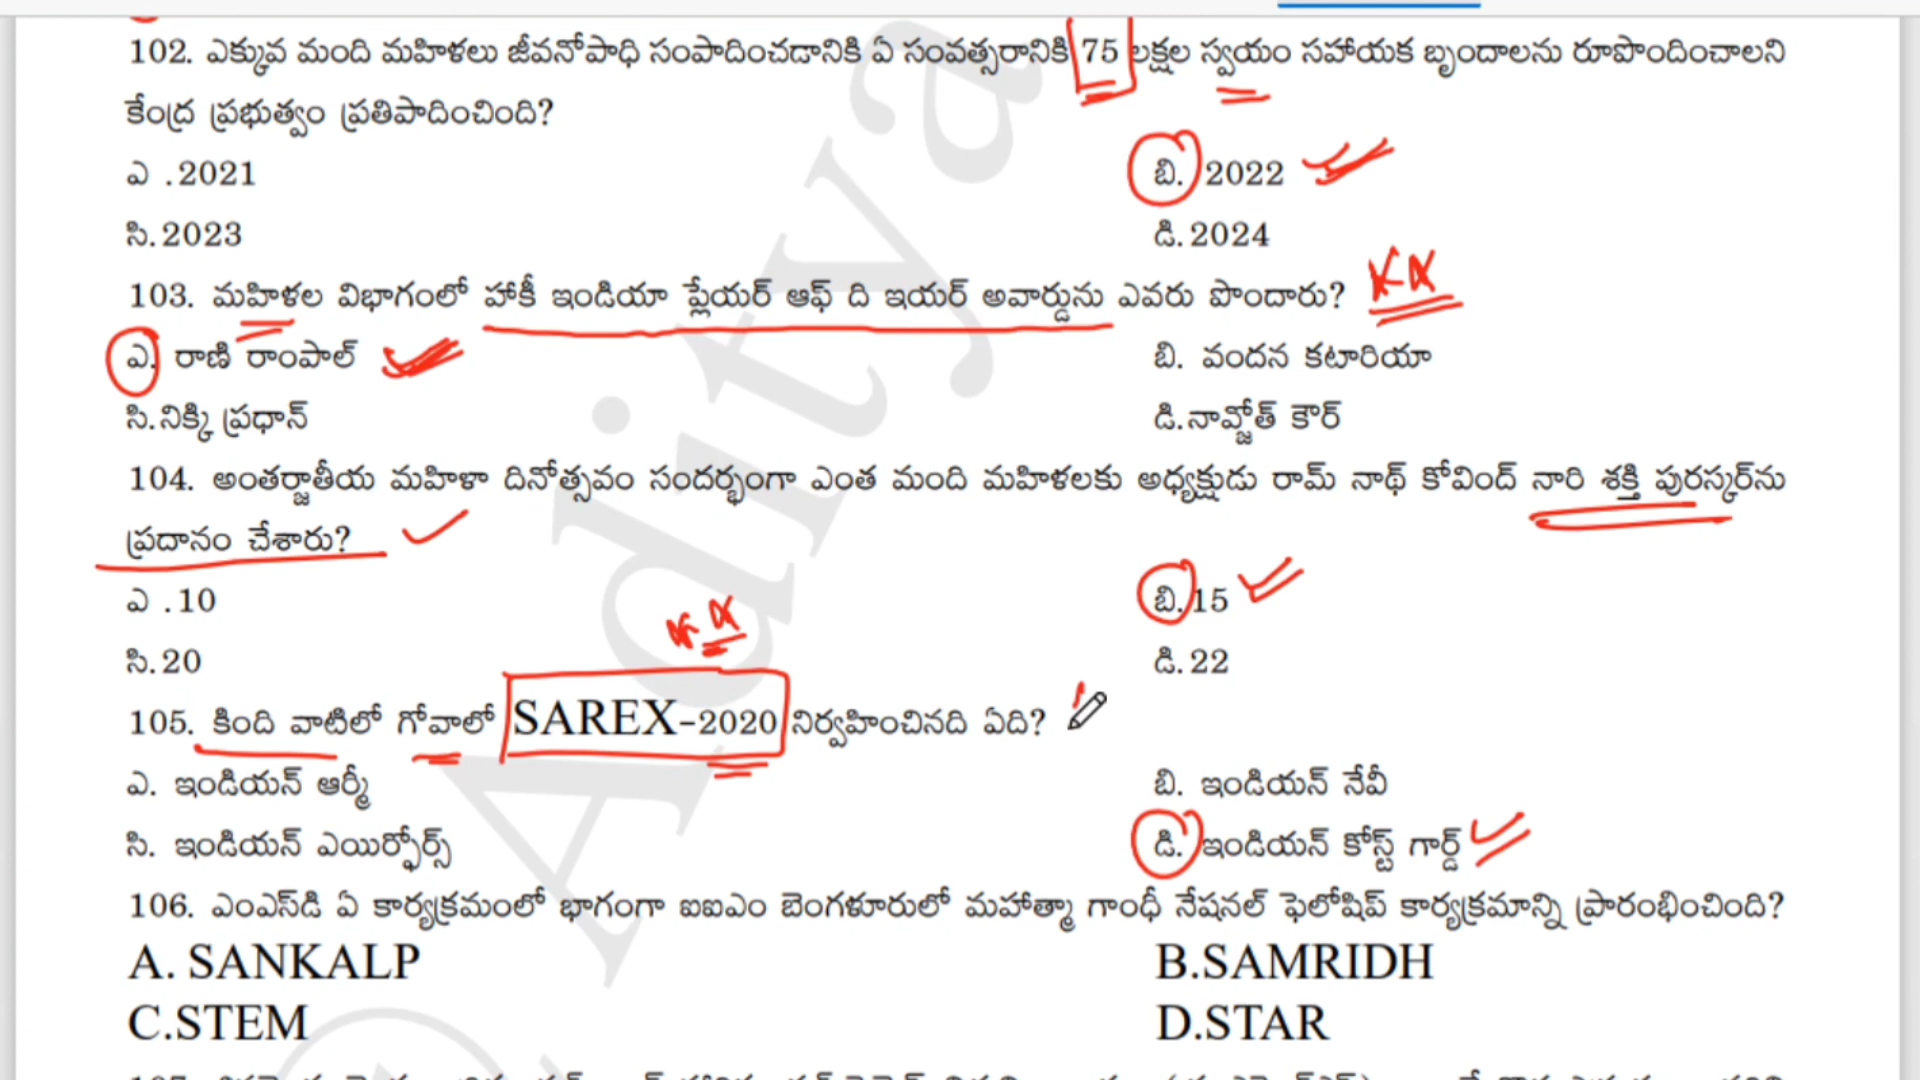 102. ఎక్కువ మంది మహిళలు జీవనోపాధి సంపాదించడానికి ఏ సంవత్సరానికి 75 లక్షల స్వయం సహాయక బృందాలను రూపొందించాలని
కేంద్ర ప్రభుత్వం ప్రతిపాదించింది?
ఎ .2021
బి. 2022
సి.2023
డి.2024
103. మహిళల విభాగంలో హాకీ ఇండియా ప్లేయర్ ఆఫ్ ది ఇయర్ అవార్డును ఎవరు పొందారు?
ఎ. రాణి రాంపాల్
బి. వందన కటారియా
సి.నిక్కి ప్రధాన్
డి.నావ్జోత్ కౌర్
104. అంతర్జాతీయ మహిళా దినోత్సవం సందర్భంగా ఎంత మంది మహిళలకు అధ్యక్షుడు రామ్ నాథ్ కోవింద్ నారి శక్తి పురస్కర్‌ను
ప్రదానం చేశారు?
ఎ .10
బి.15
సి.20
డి.22
105. కింది వాటిలో గోవాలో SAREX-2020 నిర్వహించినది ఏది?
ఎ. ఇండియన్ ఆర్మీ
బి. ఇండియన్ నేవీ
సి. ఇండియన్ ఎయిర్ఫోర్స్
డి. ఇండియన్ కోస్ట్ గార్డ్
106. ఎంఎస్‌డి ఏ కార్యక్రమంలో భాగంగా ఐఐఎం బెంగళూరులో మహాత్మా గాంధీ నేషనల్ ఫెలోషిప్ కార్యక్రమాన్ని ప్రారంభించింది?
A. SANKALP
B.SAMRIDH
C.STEM
D.STAR
Aditya